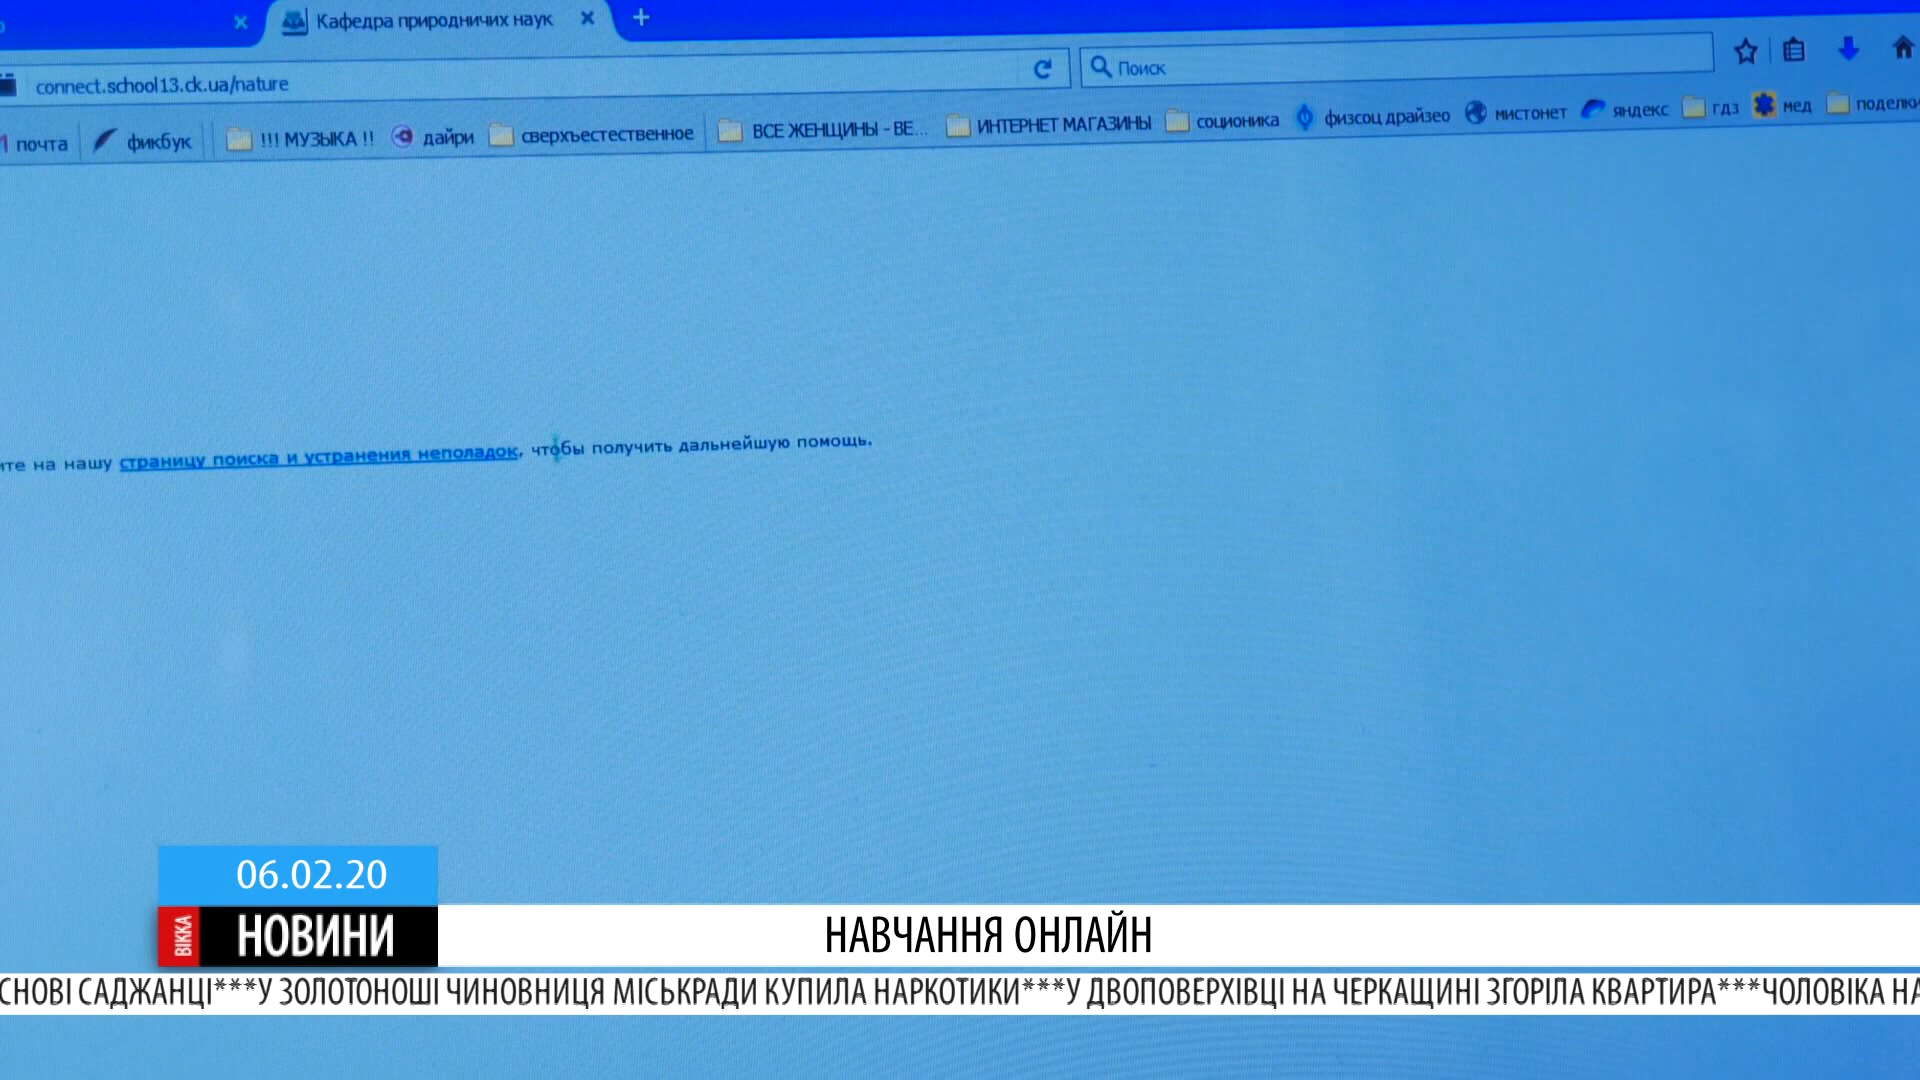 Кафедра природничих наук
connect.school13.ck.ua/nature
Поиск
почта фикбук !!! МУЗЫКА !! дайри сверхъестественное ВСЕ ЖЕНЩИНЫ - ВЕ... ИНТЕРНЕТ МАГАЗИНЫ соционика физсоц драйзео мистонет яндекс гдз мед поделки
ите на нашу страницу поиска и устранения неполадок, чтобы получить дальнейшую помощь.
06.02.20
ВІККА НОВИНИ
НАВЧАННЯ ОНЛАЙН
СНОВІ САДЖАНЦІ***У ЗОЛОТОНОШІ ЧИНОВНИЦЯ МІСЬКРАДИ КУПИЛА НАРКОТИКИ***У ДВОПОВЕРХІВЦІ НА ЧЕРКАЩИНІ ЗГОРІЛА КВАРТИРА***ЧОЛОВІКА НА